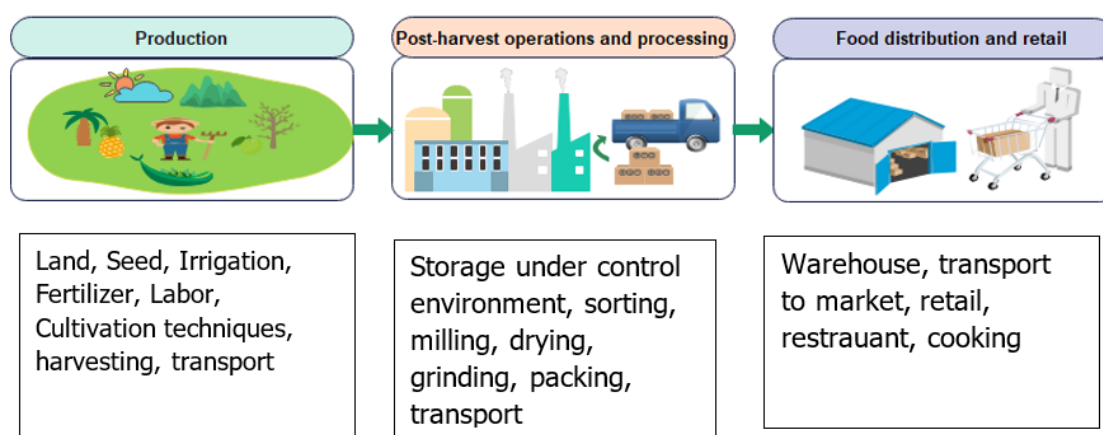 Production
Post-harvest operations and processing
Food distribution and retail
Land, Seed, Irrigation,
Fertilizer, Labor,
Cultivation techniques,
harvesting, transport
Storage under control
environment, sorting,
milling, drying,
grinding, packing,
transport
Warehouse, transport
to market, retail,
restrauant, cooking